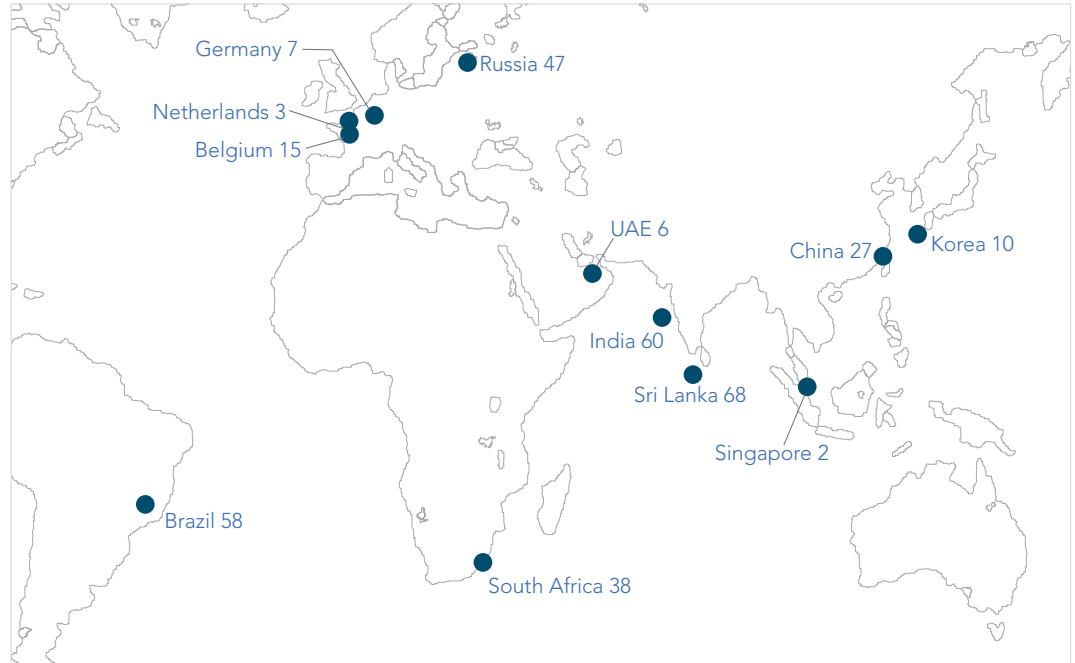 Germany 7
Russia 47
Netherlands 3
Belgium 15
UAE 6
China 27
Korea 10
India 60
Sri Lanka 68
Singapore 2
Brazil 58
South Africa 38